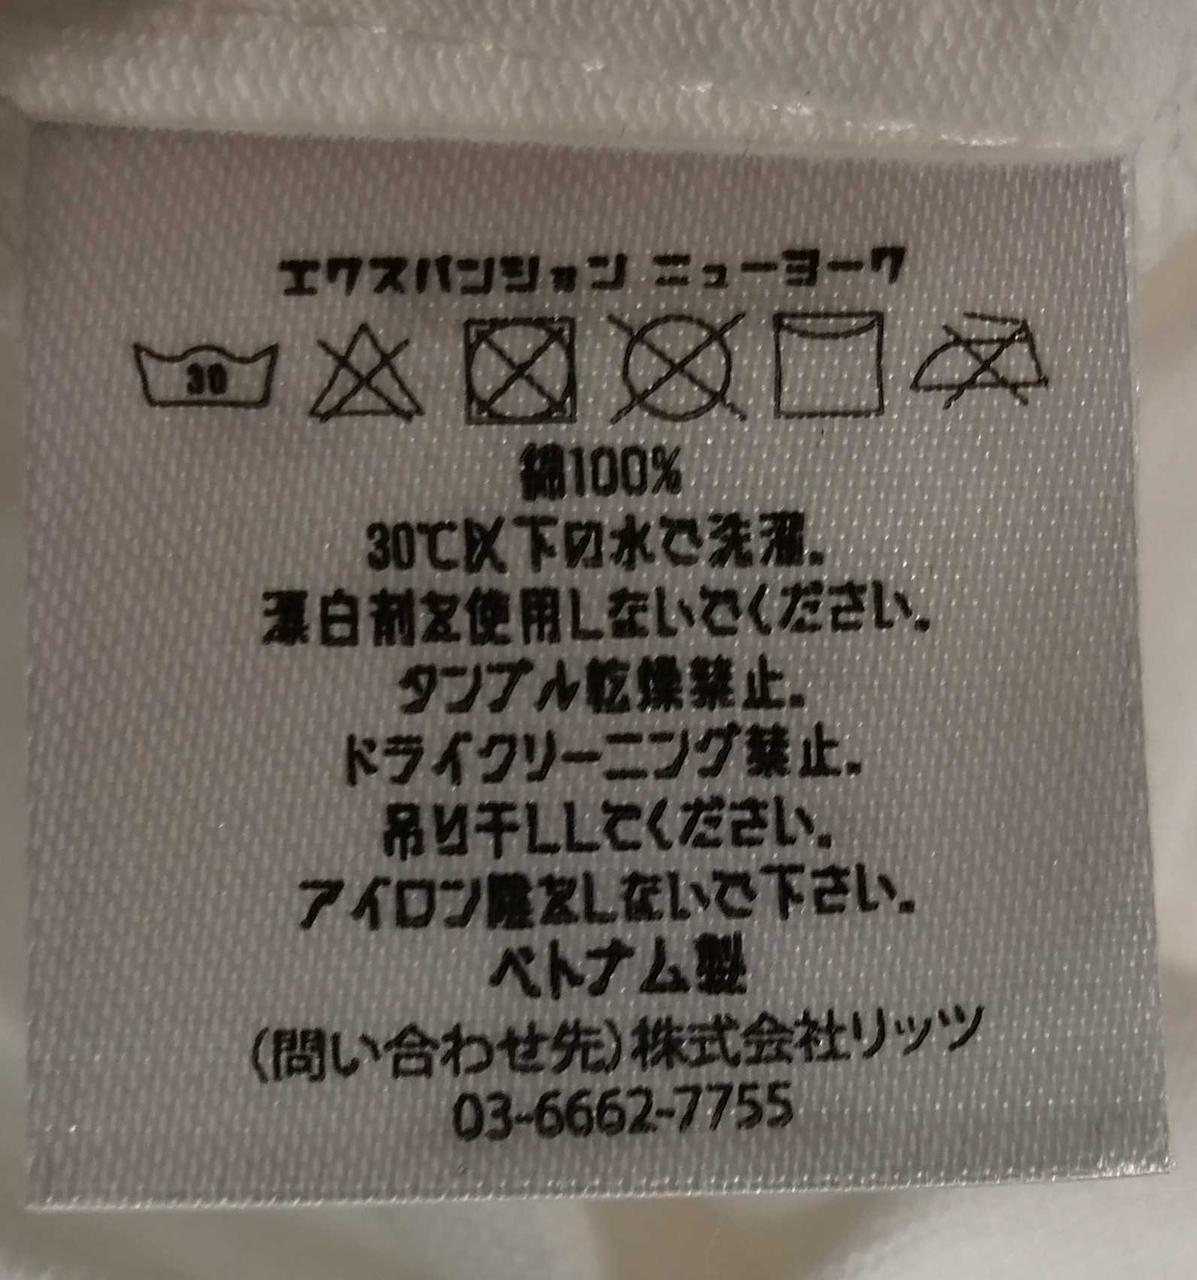 エクスパンション ニューヨーク
30
綿100%
30℃以下の水で洗濯.
漂白剤を使用しないでください.
タンプル乾燥禁止.
ドライクリーニング禁止.
吊り干ししてください.
アイロン陸をしないで下さい.
ベトナム製
(問い合わせ先)株式会社リッツ
03-6662-7755